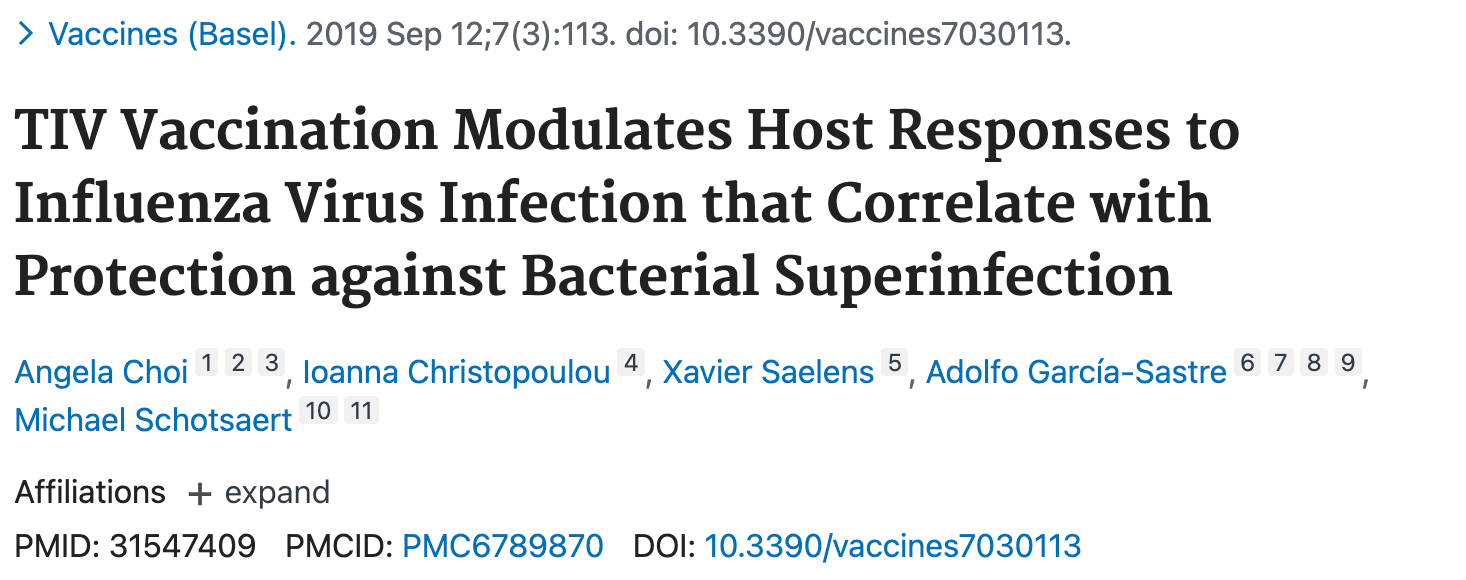 > Vaccines (Basel). 2019 Sep 12;7(3):113. doi: 10.3390/vaccines7030113.
TIV Vaccination Modulates Host Responses to
Influenza Virus Infection that Correlate with
Protection against Bacterial Superinfection
Angela Choi 1 2 3, Ioanna Christopoulou 4, Xavier Saelens 5, Adolfo García-Sastre 6 7 8 9,
Michael Schotsaert 10 11
Affiliations + expand
PMID: 31547409 PMCID: PMC6789870 DOI: 10.3390/vaccines7030113